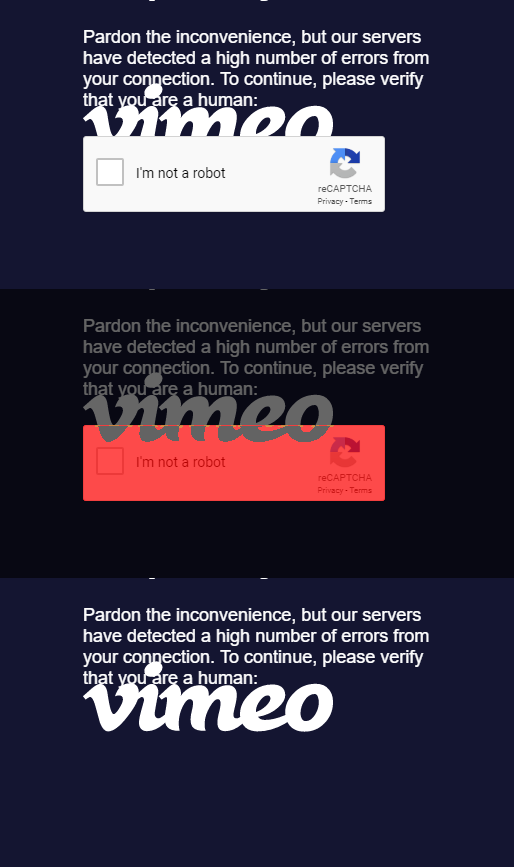 Pardon the inconvenience, but our servers
have detected a high number of errors from
your connection. To continue, please verify
that you are a human:
vimeo
I'm not a robot
reCAPTCHA
Privacy - Terms
Pardon the inconvenience, but our servers
have detected a high number of errors from
your connection. To continue, please verify
that you are a human:
vimeo
I'm not a robot
reCAPTCHA
Privacy - Terms
Pardon the inconvenience, but our servers
have detected a high number of errors from
your connection. To continue, please verify
that you are a human:
vimeo